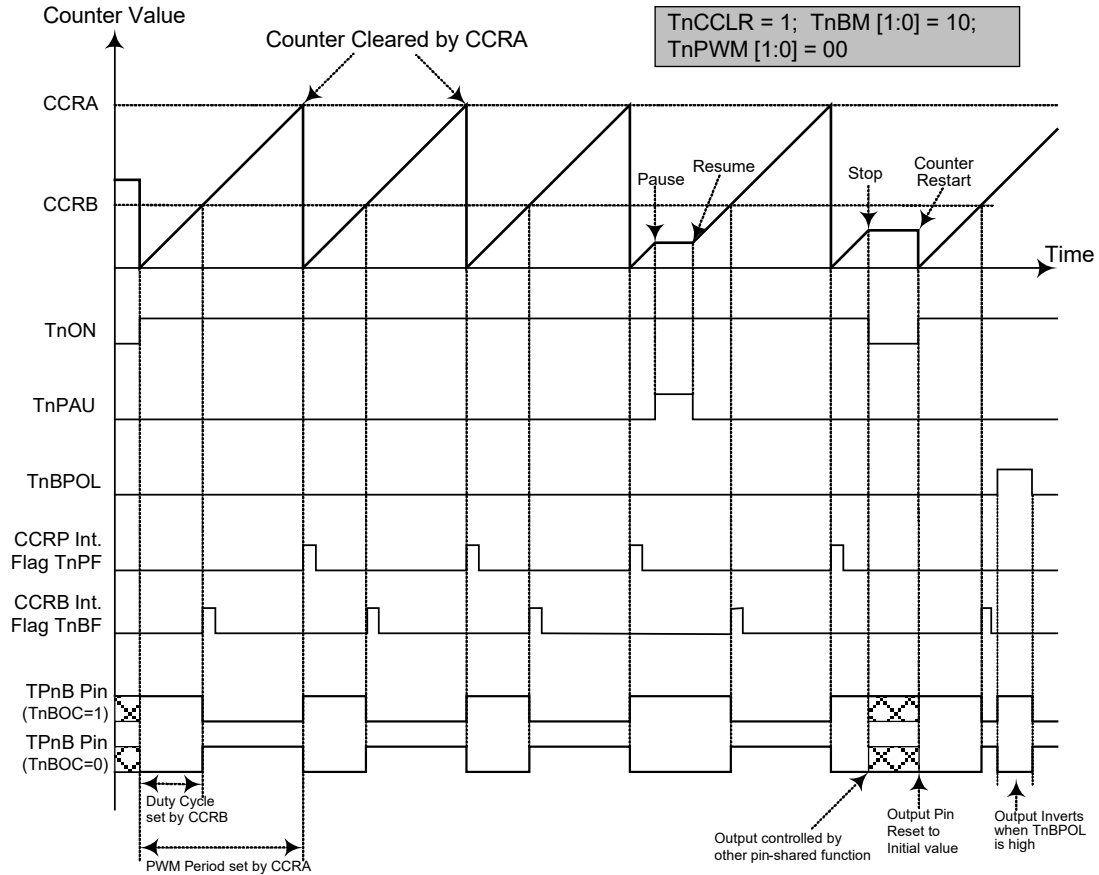 Counter Value
Counter Cleared by CCRA
TnCCLR = 1; TnBM [1:0] = 10;
TnPWM [1:0] = 00
CCRA
Pause
Resume
Stop
Counter
Restart
CCRB
Time
TnON
TnPAU
TnBPOL
CCRP Int.
Flag TnPF
CCRB Int.
Flag TnBF
TPnB Pin
(TnBOC=1)
TPnB Pin
(TnBOC=0)
Duty Cycle
set by CCRB
PWM Period set by CCRA
Output controlled by
other pin-shared function
Output Pin
Reset to
Initial value
Output Inverts
when TnBPOL
is high